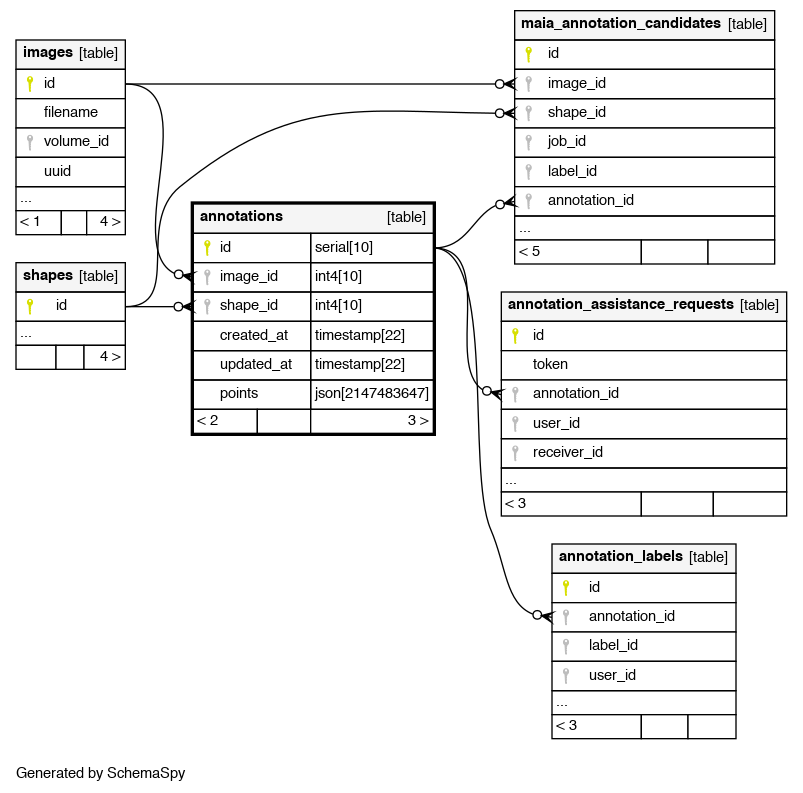 images [table]
id
filename
volume_id
uuid
...
< 1 4 >
shapes [table]
id
...
4 >
annotations [table]
id serial[10]
image_id int4[10]
shape_id int4[10]
created_at timestamp[22]
updated_at timestamp[22]
points json[2147483647]
< 2 3 >
maia_annotation_candidates [table]
id
image_id
shape_id
job_id
label_id
annotation_id
...
< 5
annotation_assistance_requests [table]
id
token
annotation_id
user_id
receiver_id
...
< 3
annotation_labels [table]
id
annotation_id
label_id
user_id
...
< 3
Generated by SchemaSpy